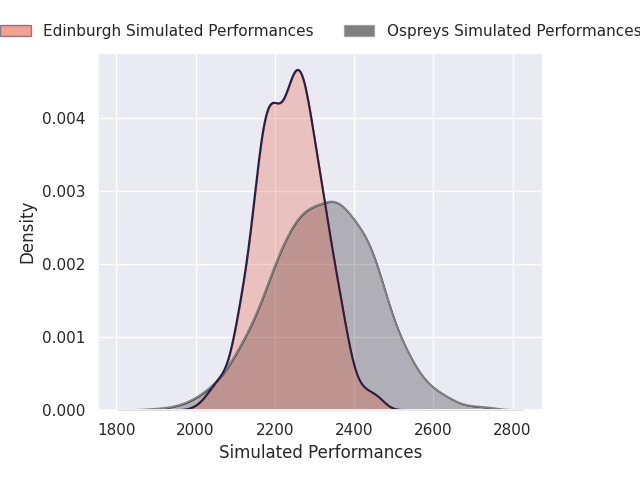 Edinburgh Simulated Performances
Ospreys Simulated Performances
0.004
0.003
0.002
0.001
0.000
Density
1800 2000 2200 2400 2600 2800
Simulated Performances